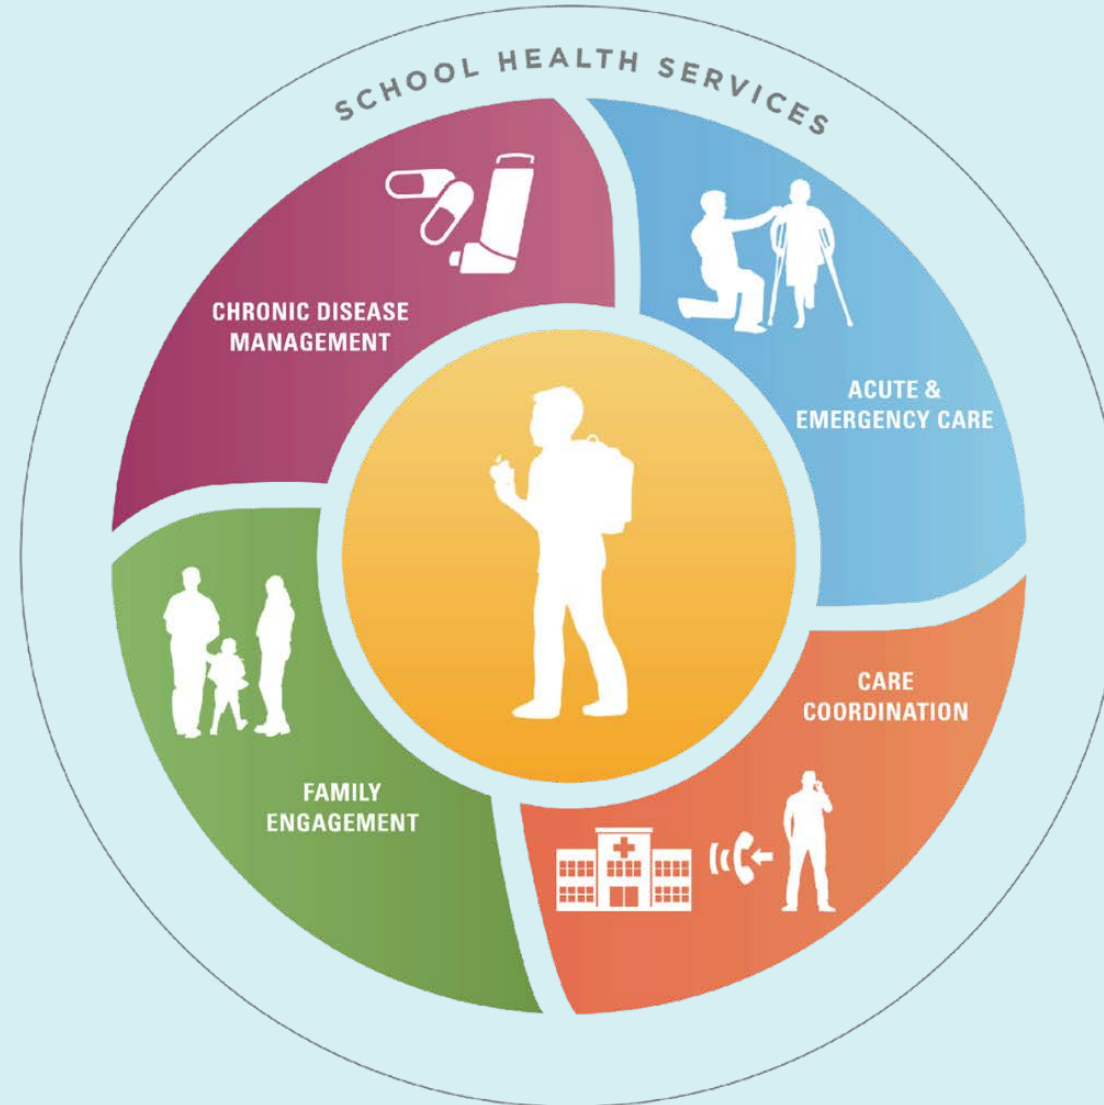 SCHOOL HEALTH SERVICES
CHRONIC DISEASE
MANAGEMENT
ACUTE &
EMERGENCY CARE
CARE
COORDINATION
FAMILY
ENGAGEMENT